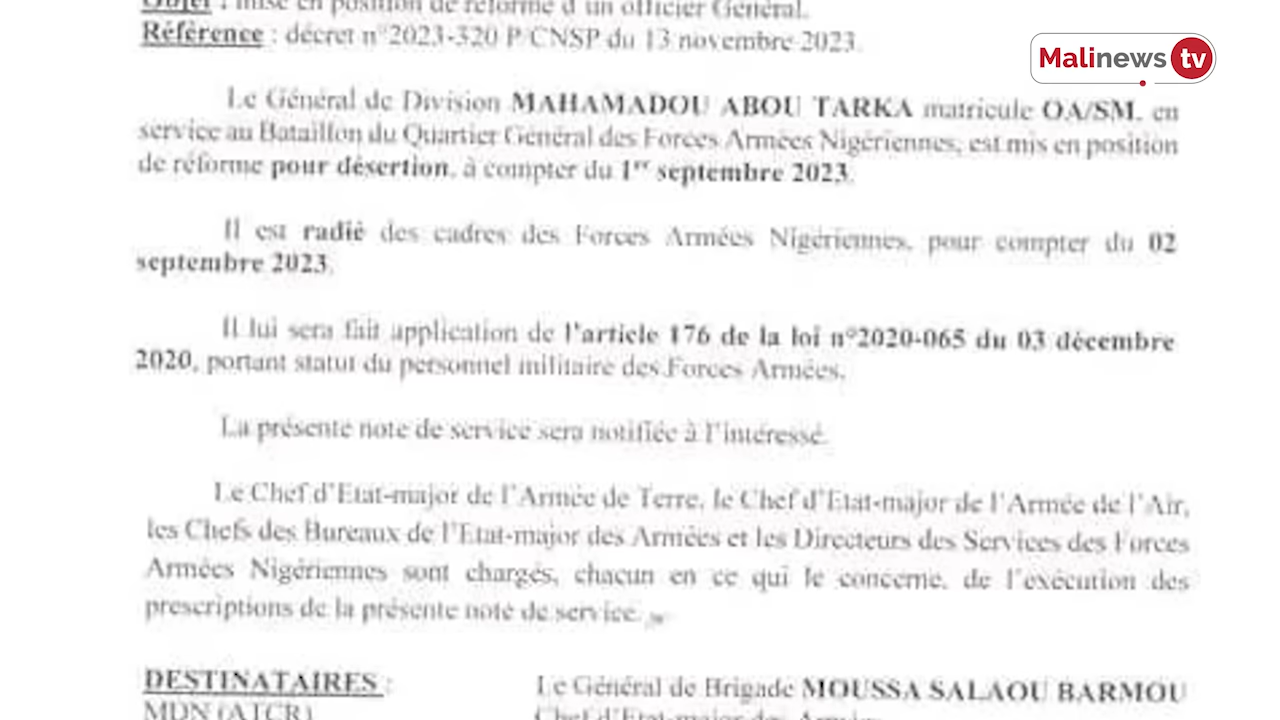 Objet : mise en position de réforme d'un officier Général.
Référence : décret n°2023-320 P/CNSP du 13 novembre 2023.
Malinews tv
Le Général de Division MAHAMADOU ABOU TARKA matricule OA/SM, en
service au Bataillon du Quartier Général des Forces Armées Nigériennes, est mis en position
de réforme pour désertion, à compter du 1er septembre 2023.
Il est radié des cadres des Forces Armées Nigériennes, pour compter du 02
septembre 2023.
Il lui sera fait application de l'article 176 de la loi n°2020-065 du 03 décembre
2020, portant statut du personnel militaire des Forces Armées.
La présente note de service sera notifiée à l'intéressé.
Le Chef d'Etat-major de l'Armée de Terre, le Chef d'Etat-major de l'Armée de l'Air,
les Chefs des Bureaux de l'Etat-major des Armées et les Directeurs des Services des Forces
Armées Nigériennes sont chargés, chacun en ce qui le concerne, de l'exécution des
prescriptions de la présente note de service.
DESTINATAIRES :
Le Général de Brigade MOUSSA SALAOU BARMOU
MDN (ATCR)
Chef d'Etat-major des Armées